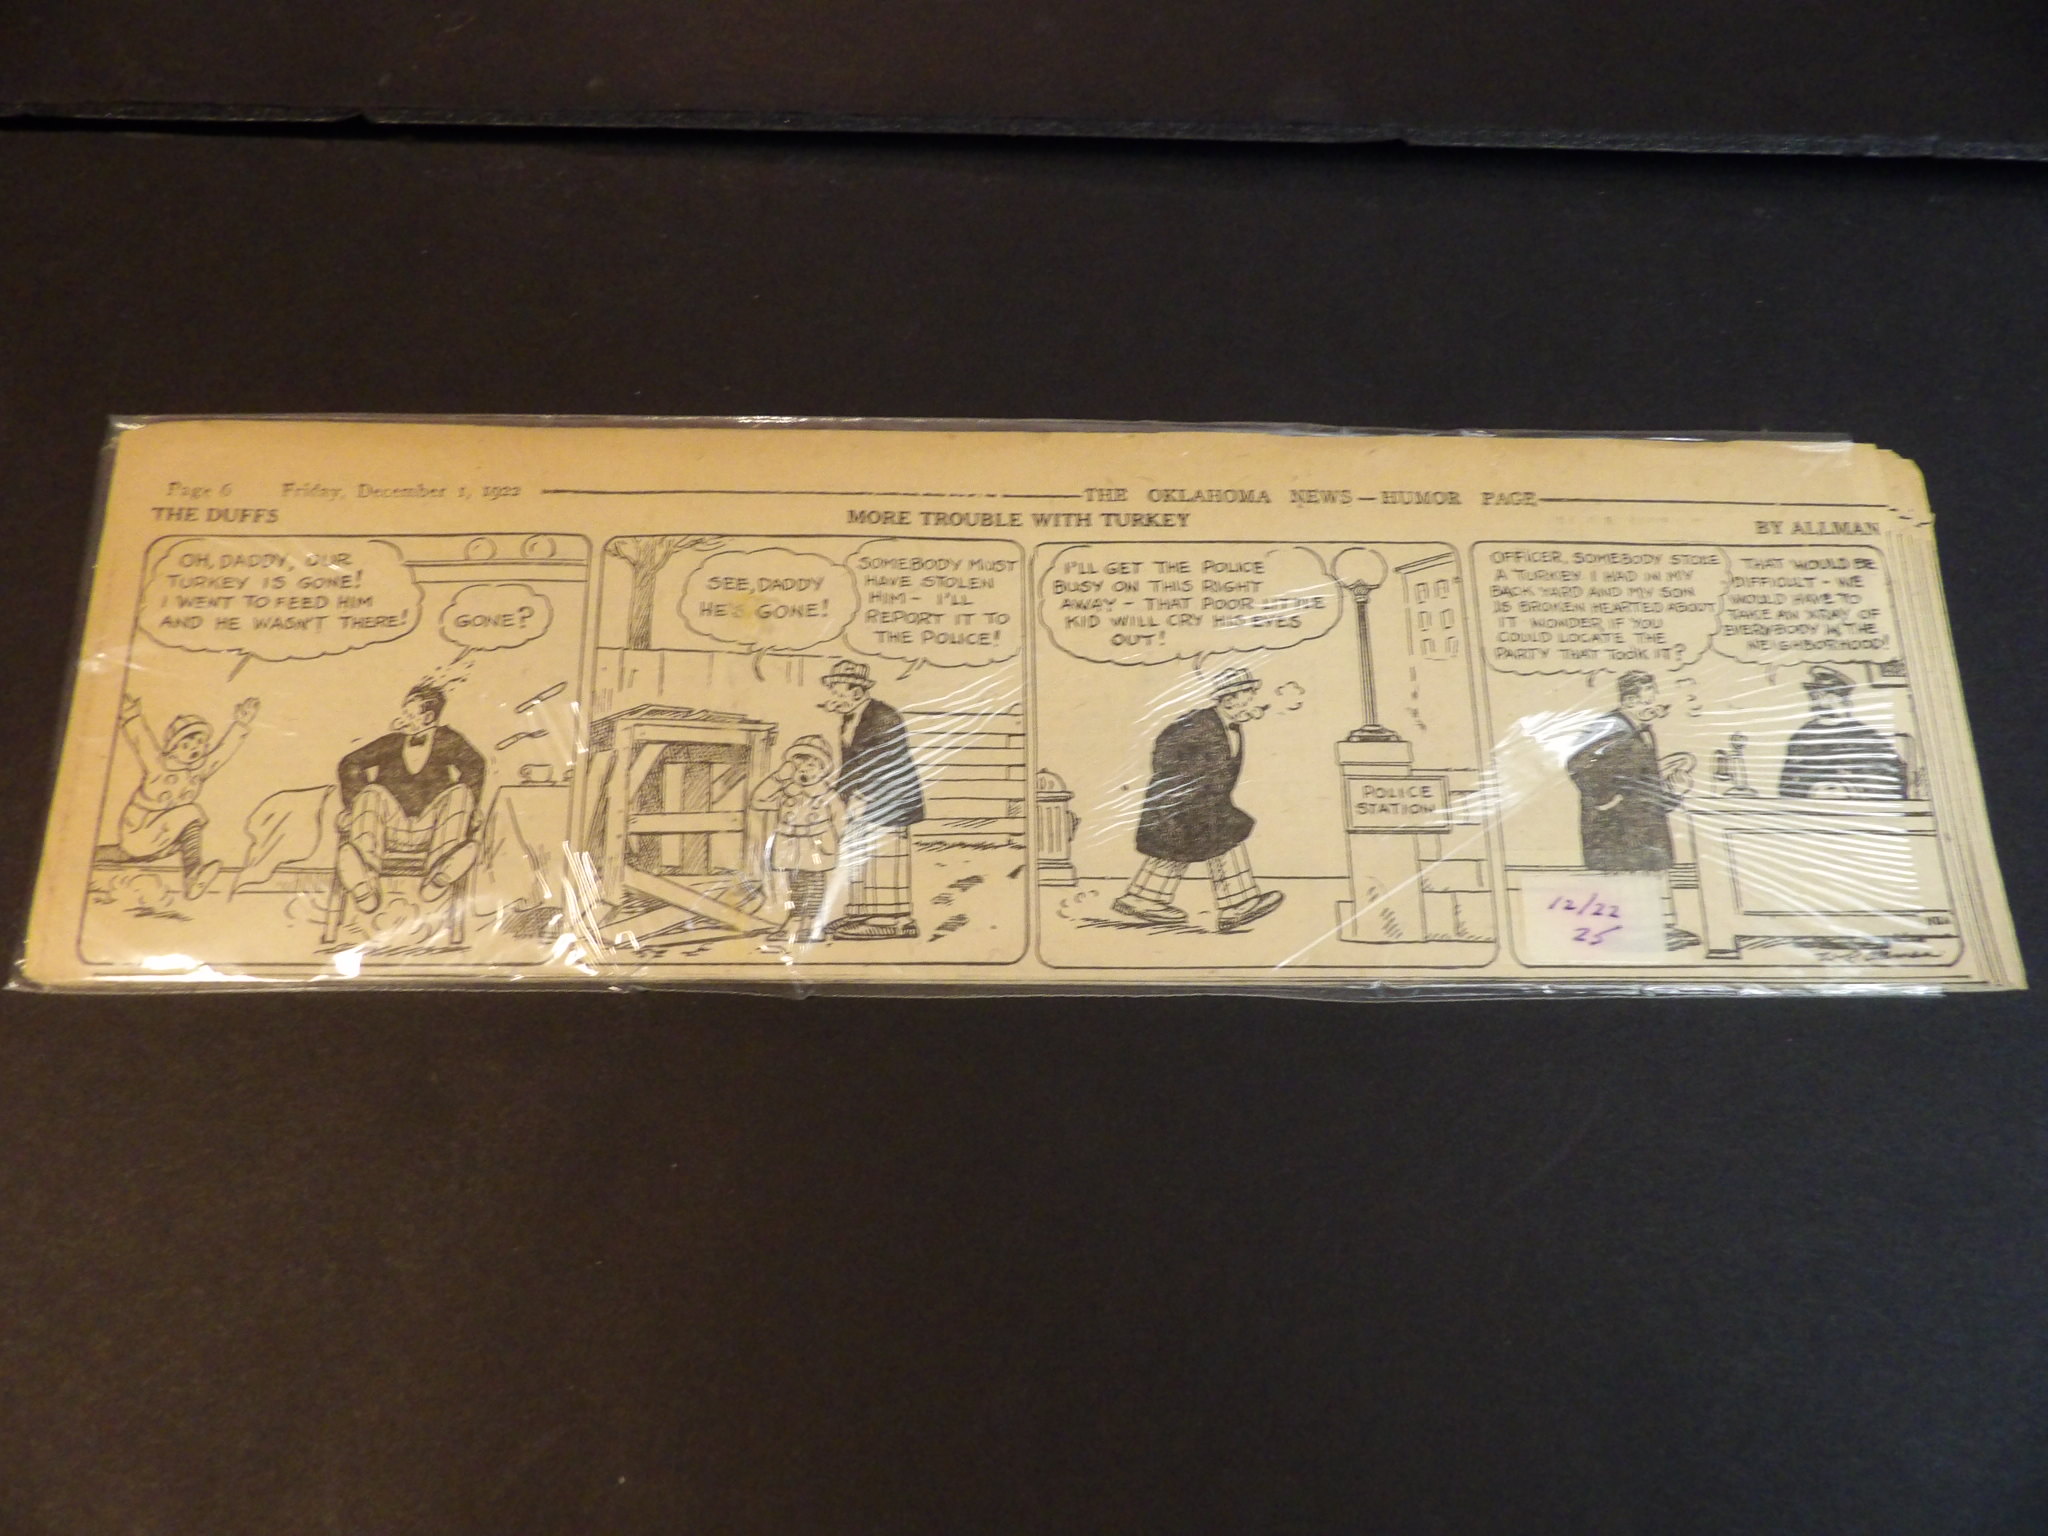 Page 6 Friday, December 1, 1922 THE OKLAHOMA NEWS—HUMOR PAGE
THE DUFFS MORE TROUBLE WITH TURKEY BY ALLMAN
OH, DADDY, OUR
TURKEY IS GONE!
I WENT TO FEED HIM
AND HE WASN'T THERE!
GONE?
SEE, DADDY
HE'S GONE!
SOMEBODY MUST
HAVE STOLEN
HIM - I'LL
REPORT IT TO
THE POLICE!
I'LL GET THE POLICE
BUSY ON THIS RIGHT
AWAY - THAT POOR LITTLE
KID WILL CRY HIS EYES
OUT!
POLICE
STATION
OFFICER, SOMEBODY STOLE
A TURKEY I HAD IN MY
BACK YARD AND MY SON
IS BROKEN HEARTED ABOUT
IT WONDER IF YOU
COULD LOCATE THE
PARTY THAT TOOK IT?
THAT WOULD BE
DIFFICULT - WE
WOULD HAVE TO
TAKE AN XRAY OF
EVERYBODY IN THE
NEIGHBORHOOD!
12/22
25